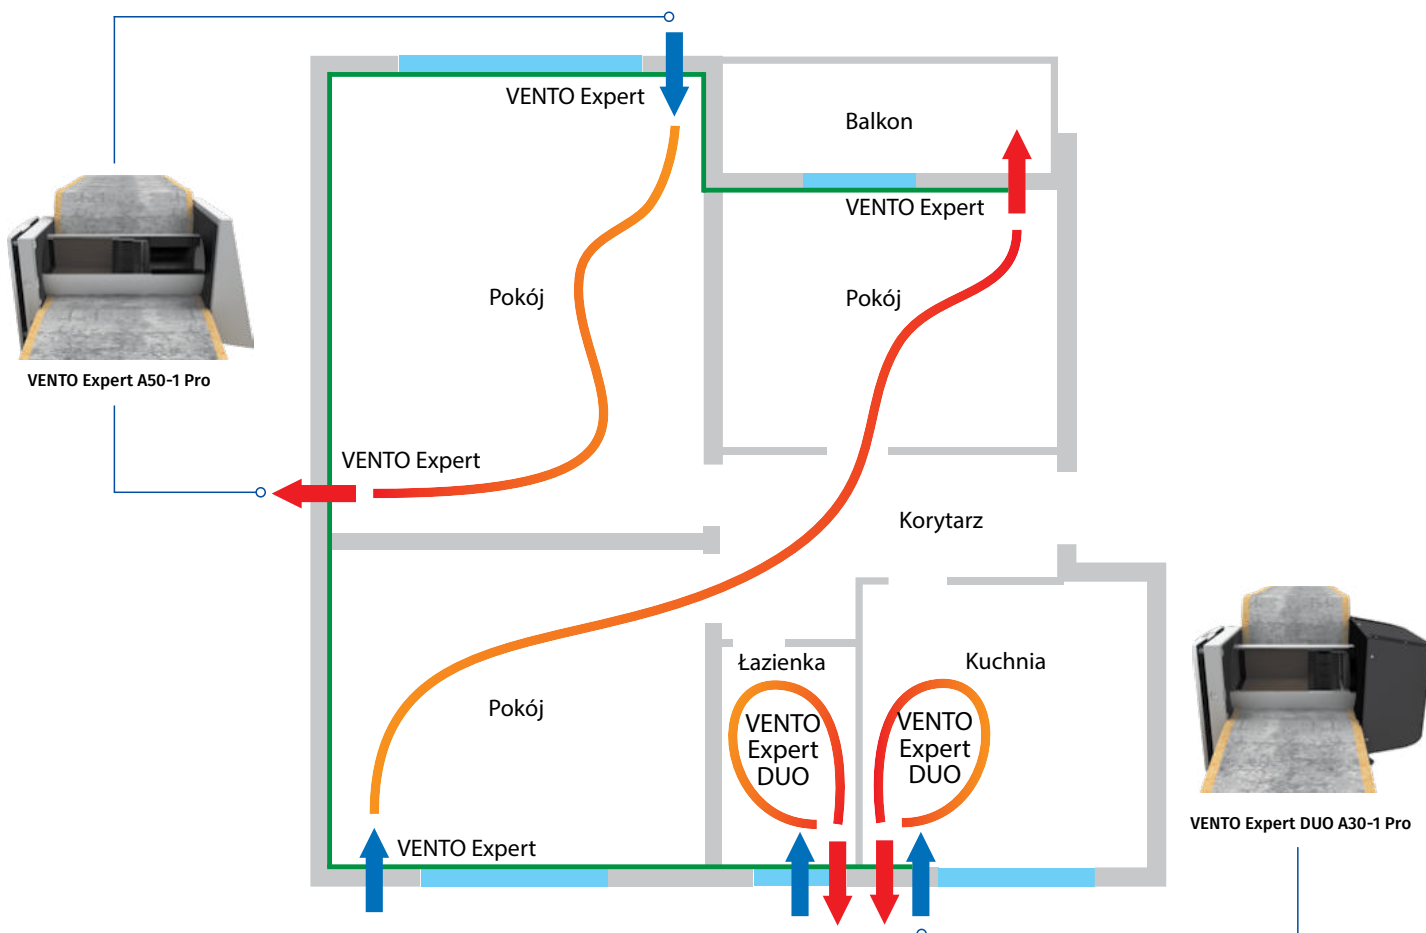 VENTO Expert
Balkon
VENTO Expert
Pokój
Pokój
VENTO Expert A50-1 Pro
VENTO Expert
Korytarz
Łazienka
Kuchnia
Pokój
VENTO
Expert
DUO
VENTO
Expert
DUO
VENTO Expert
VENTO Expert DUO A30-1 Pro